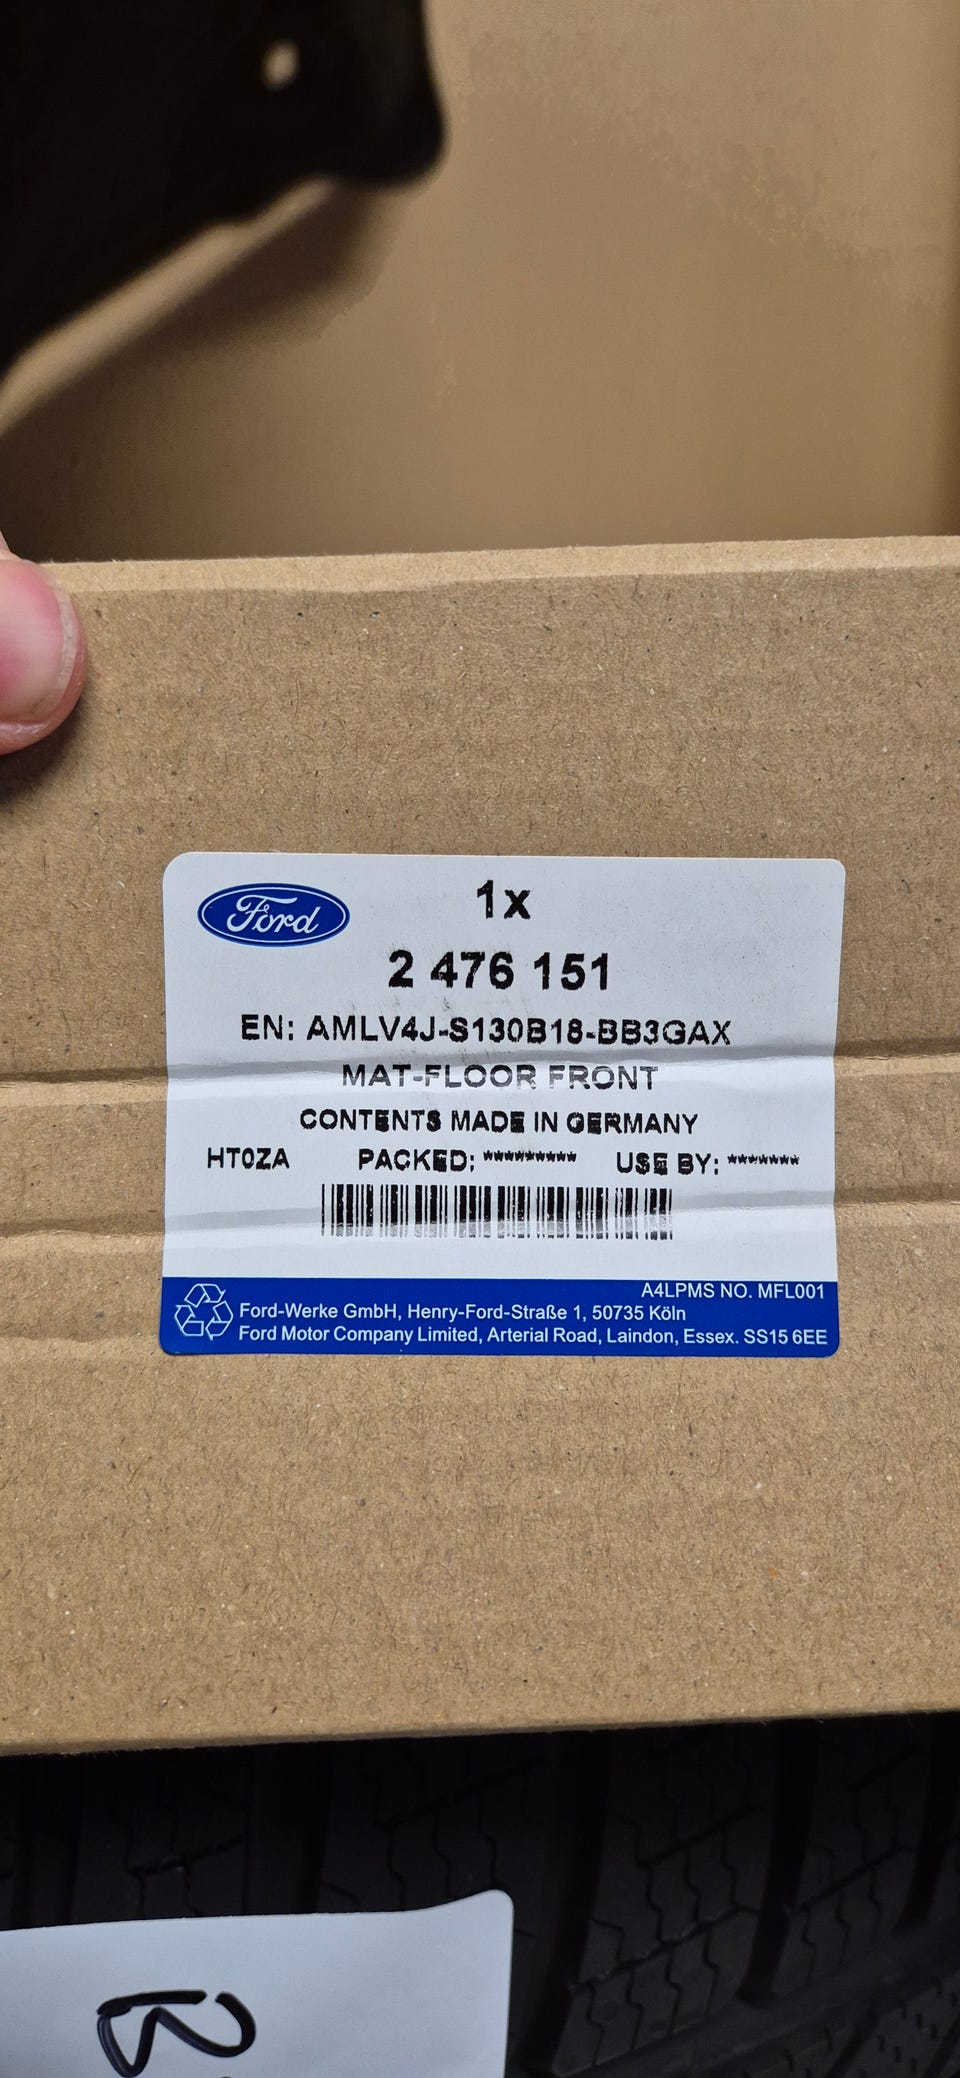 Ford
1x
2 476 151
EN: AMLV4J-S130B18-BB3GAX
MAT-FLOOR FRONT
CONTENTS MADE IN GERMANY
HT0ZA PACKED: ********* USE BY: *******
A4LPMS NO. MFL001
Ford-Werke GmbH, Henry-Ford-Straße 1, 50735 Köln
Ford Motor Company Limited, Arterial Road, Laindon, Essex. SS15 6EE